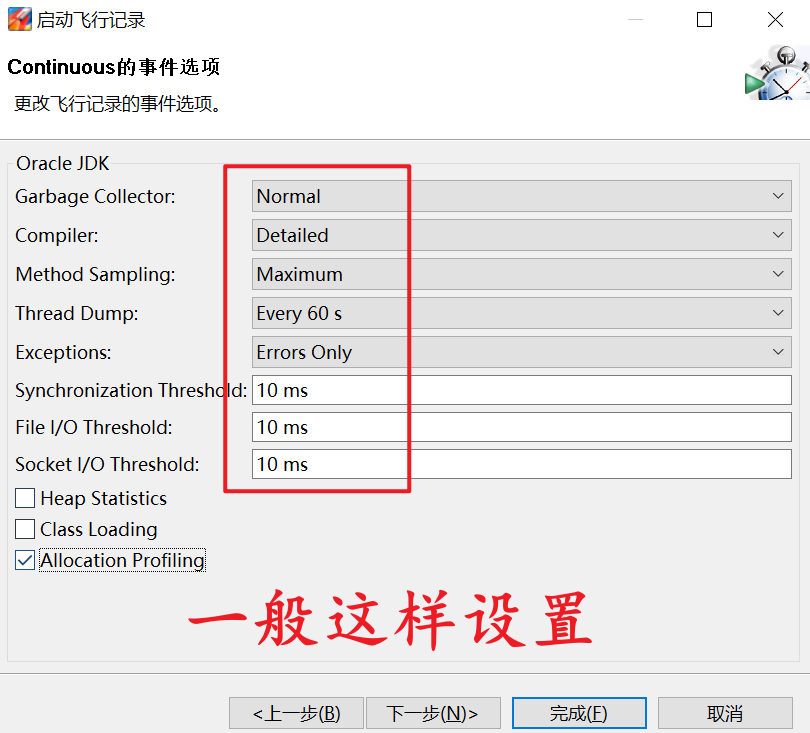 启动飞行记录
Continuous的事件选项
更改飞行记录的事件选项。
Oracle JDK
Garbage Collector: Normal
Compiler: Detailed
Method Sampling: Maximum
Thread Dump: Every 60 s
Exceptions: Errors Only
Synchronization Threshold: 10 ms
File I/O Threshold: 10 ms
Socket I/O Threshold: 10 ms
Heap Statistics
Class Loading
Allocation Profiling
一般这样设置
<上一步(B) 下一步(N)> 完成(F) 取消